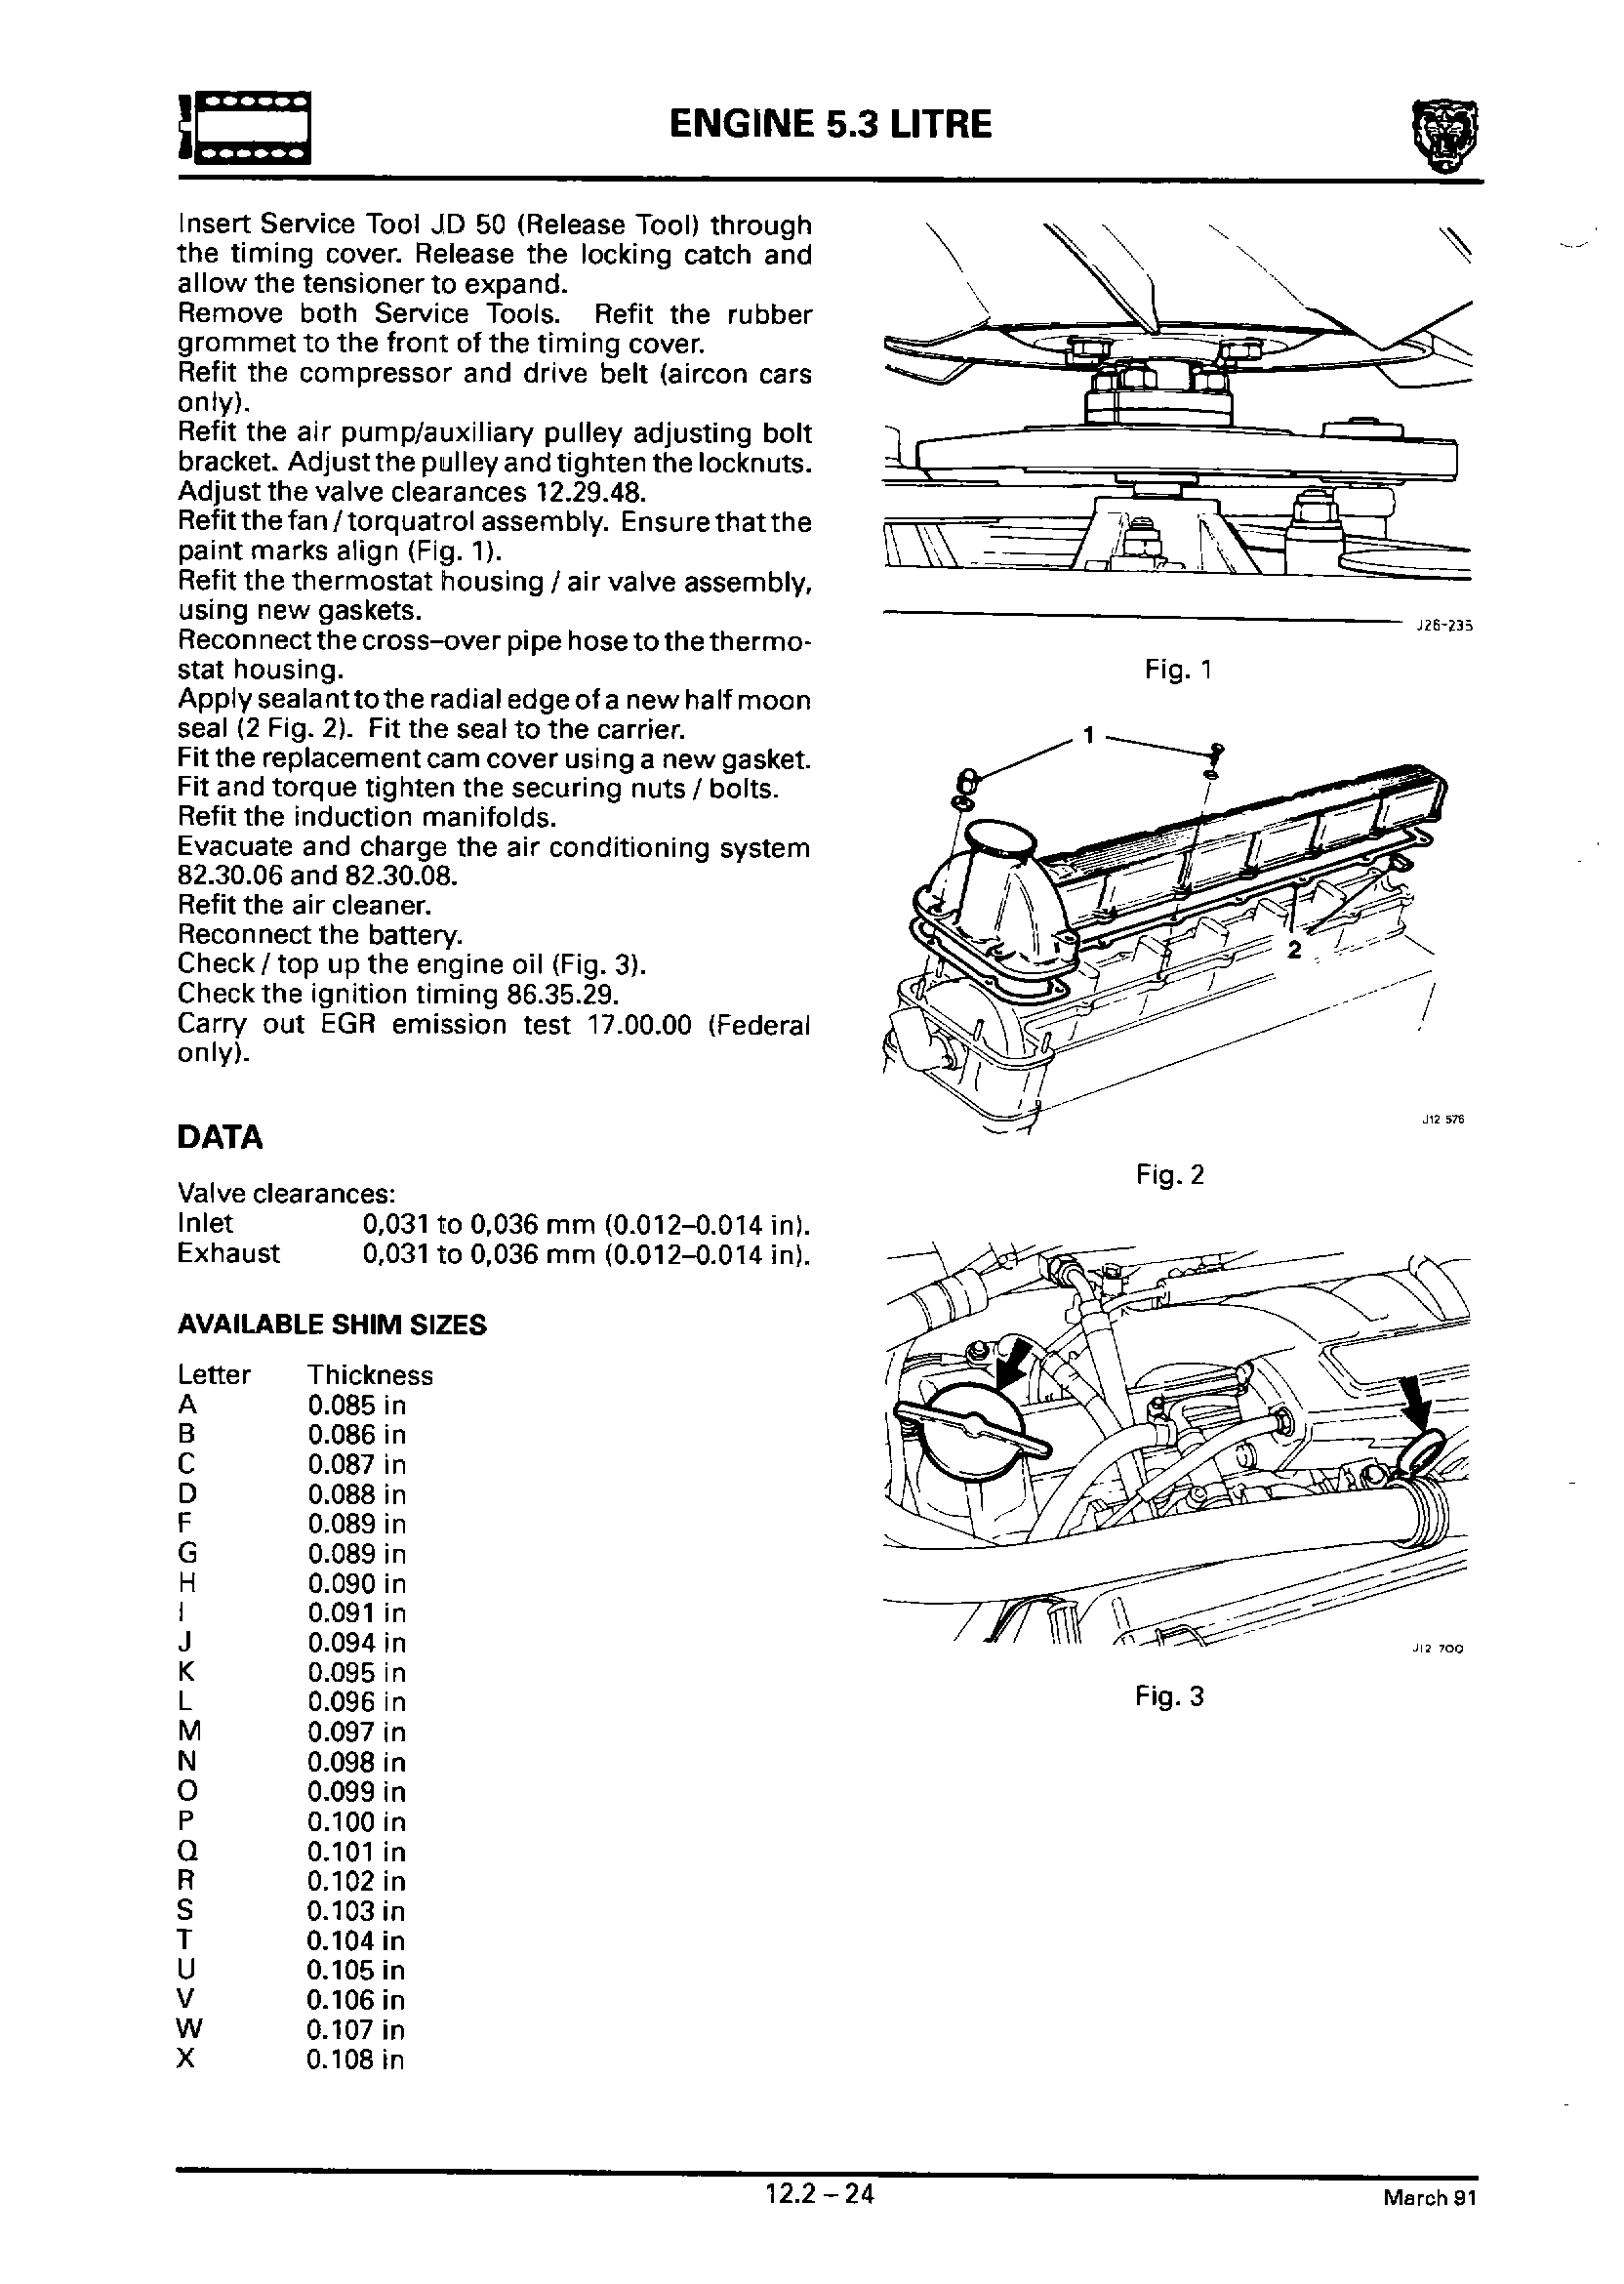 ENGINE 5.3 LITRE
Insert Service Tool JD 50 (Release Tool) through
the timing cover. Release the locking catch and
allow the tensioner to expand.
Remove both Service Tools. Refit the rubber
grommet to the front of the timing cover.
Refit the compressor and drive belt (aircon cars
only).
Refit the air pump/auxiliary pulley adjusting bolt
bracket. Adjust the pulley and tighten the locknuts.
Adjust the valve clearances 12.29.48.
Refit the fan / torquatrol assembly. Ensure that the
paint marks align (Fig. 1).
Refit the thermostat housing / air valve assembly,
using new gaskets.
Reconnect the cross–over pipe hose to the thermo-
stat housing.
Apply sealant to the radial edge of a new half moon
seal (2 Fig. 2). Fit the seal to the carrier.
Fit the replacement cam cover using a new gasket.
Fit and torque tighten the securing nuts / bolts.
Refit the induction manifolds.
Evacuate and charge the air conditioning system
82.30.06 and 82.30.08.
Refit the air cleaner.
Reconnect the battery.
Check / top up the engine oil (Fig. 3).
Check the ignition timing 86.35.29.
Carry out EGR emission test 17.00.00 (Federal
only).
DATA
Valve clearances:
Inlet 0,031 to 0,036 mm (0.012–0.014 in).
Exhaust 0,031 to 0,036 mm (0.012–0.014 in).
AVAILABLE SHIM SIZES
Letter Thickness
A 0.085 in
B 0.086 in
C 0.087 in
D 0.088 in
F 0.089 in
G 0.089 in
H 0.090 in
I 0.091 in
J 0.094 in
K 0.095 in
L 0.096 in
M 0.097 in
N 0.098 in
O 0.099 in
P 0.100 in
Q 0.101 in
R 0.102 in
S 0.103 in
T 0.104 in
U 0.105 in
V 0.106 in
W 0.107 in
X 0.108 in
J26-235
Fig. 1
1
2
J12 576
Fig. 2
J12 700
Fig. 3
12.2 – 24
March 91